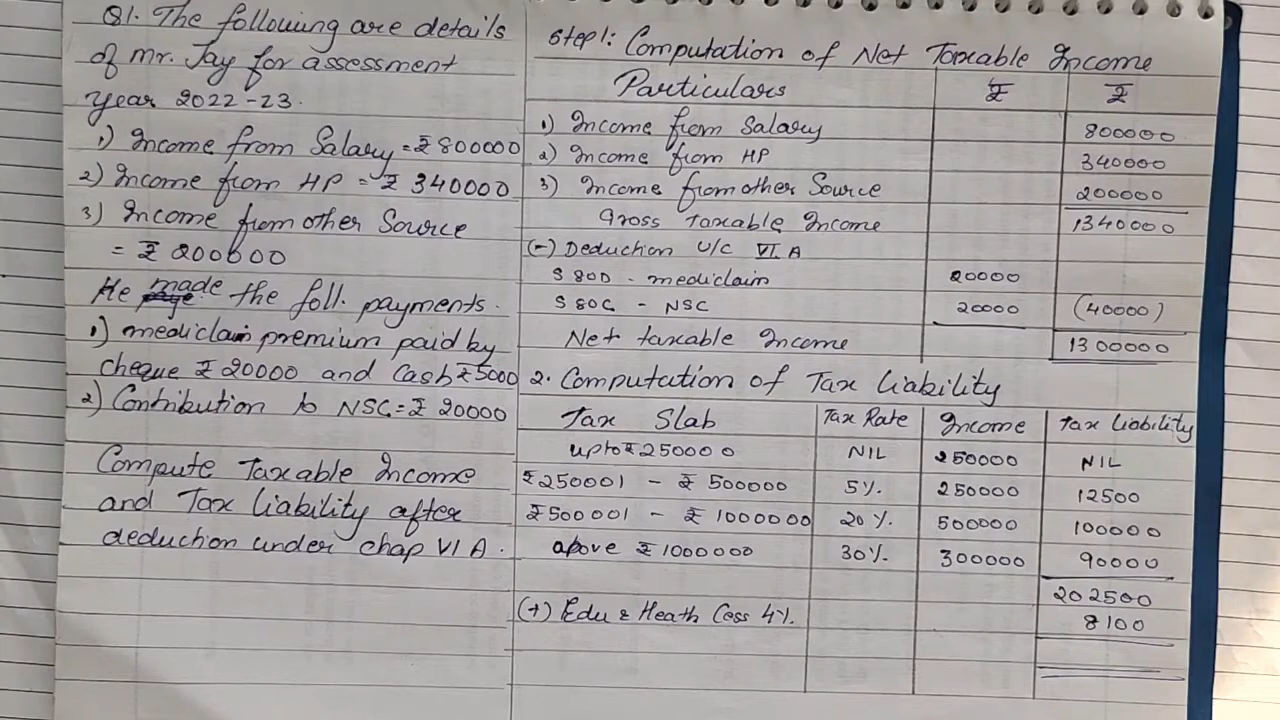 Q1. The following are details
of mr. Jay for assessment
year 2022-23.
1) Income from Salary = ₹ 800000
2) Income from HP = ₹ 340000
3) Income from other Source
= ₹ 200000
He made the foll. payments.
1) mediclaim premium paid by
cheque ₹ 20000 and Cash ₹ 5000
2) Contribution to NSC = ₹ 20000
Compute Taxable Income
and Tax liability after
deduction under chap VI A.
Step 1: Computation of Net Taxable Income
Particulars ₹ ₹
1) Income from Salary 800000
2) Income from HP 340000
3) Income from other Source 200000
Gross taxable Income 1340000
(-) Deduction U/C VI.A
S 80D - mediclaim 20000
S 80C - NSC 20000 (40000)
Net taxable Income 1300000
2. Computation of Tax liability
Tax Slab Tax Rate Income Tax liability
upto ₹ 250000 NIL 250000 NIL
₹ 250001 - ₹ 500000 5%. 250000 12500
₹ 500001 - ₹ 1000000 20%. 500000 100000
above ₹ 1000000 30%. 300000 90000
202500
(+) Edu & Heath Cess 4%. 8100